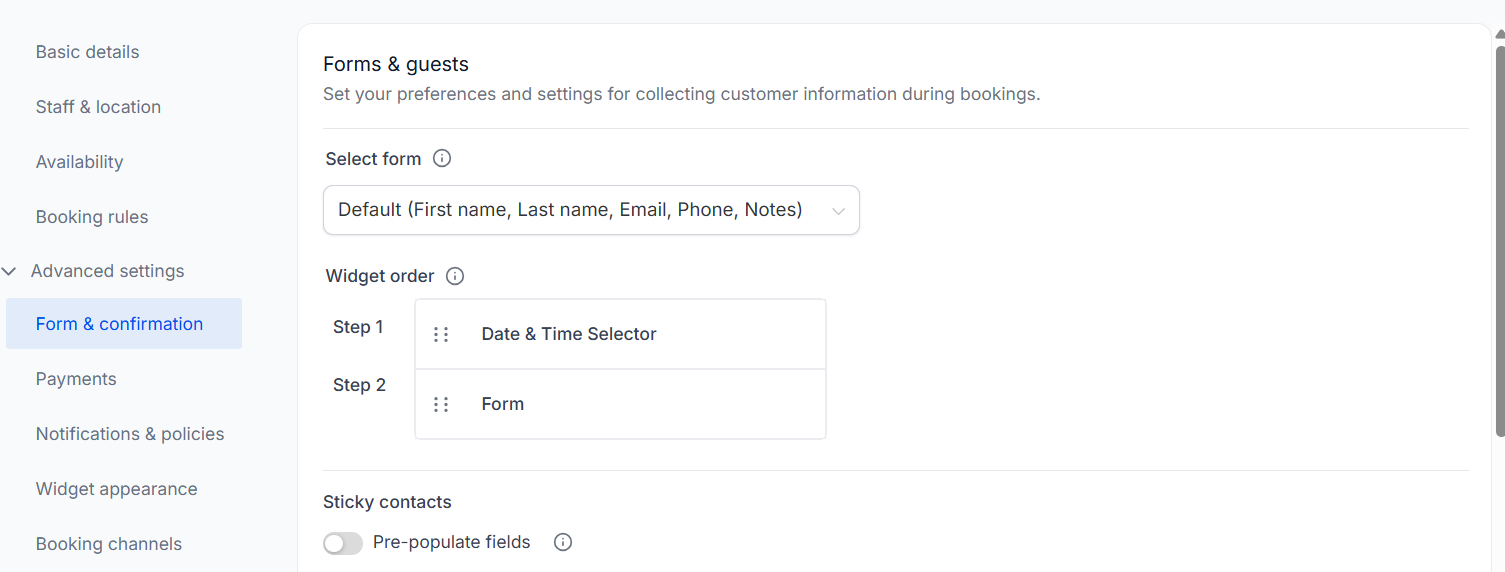 Basic details
Staff & location
Availability
Booking rules
Advanced settings
Form & confirmation
Payments
Notifications & policies
Widget appearance
Booking channels
Forms & guests
Set your preferences and settings for collecting customer information during bookings.
Select form
Default (First name, Last name, Email, Phone, Notes)
Widget order
Step 1
Date & Time Selector
Step 2
Form
Sticky contacts
Pre-populate fields